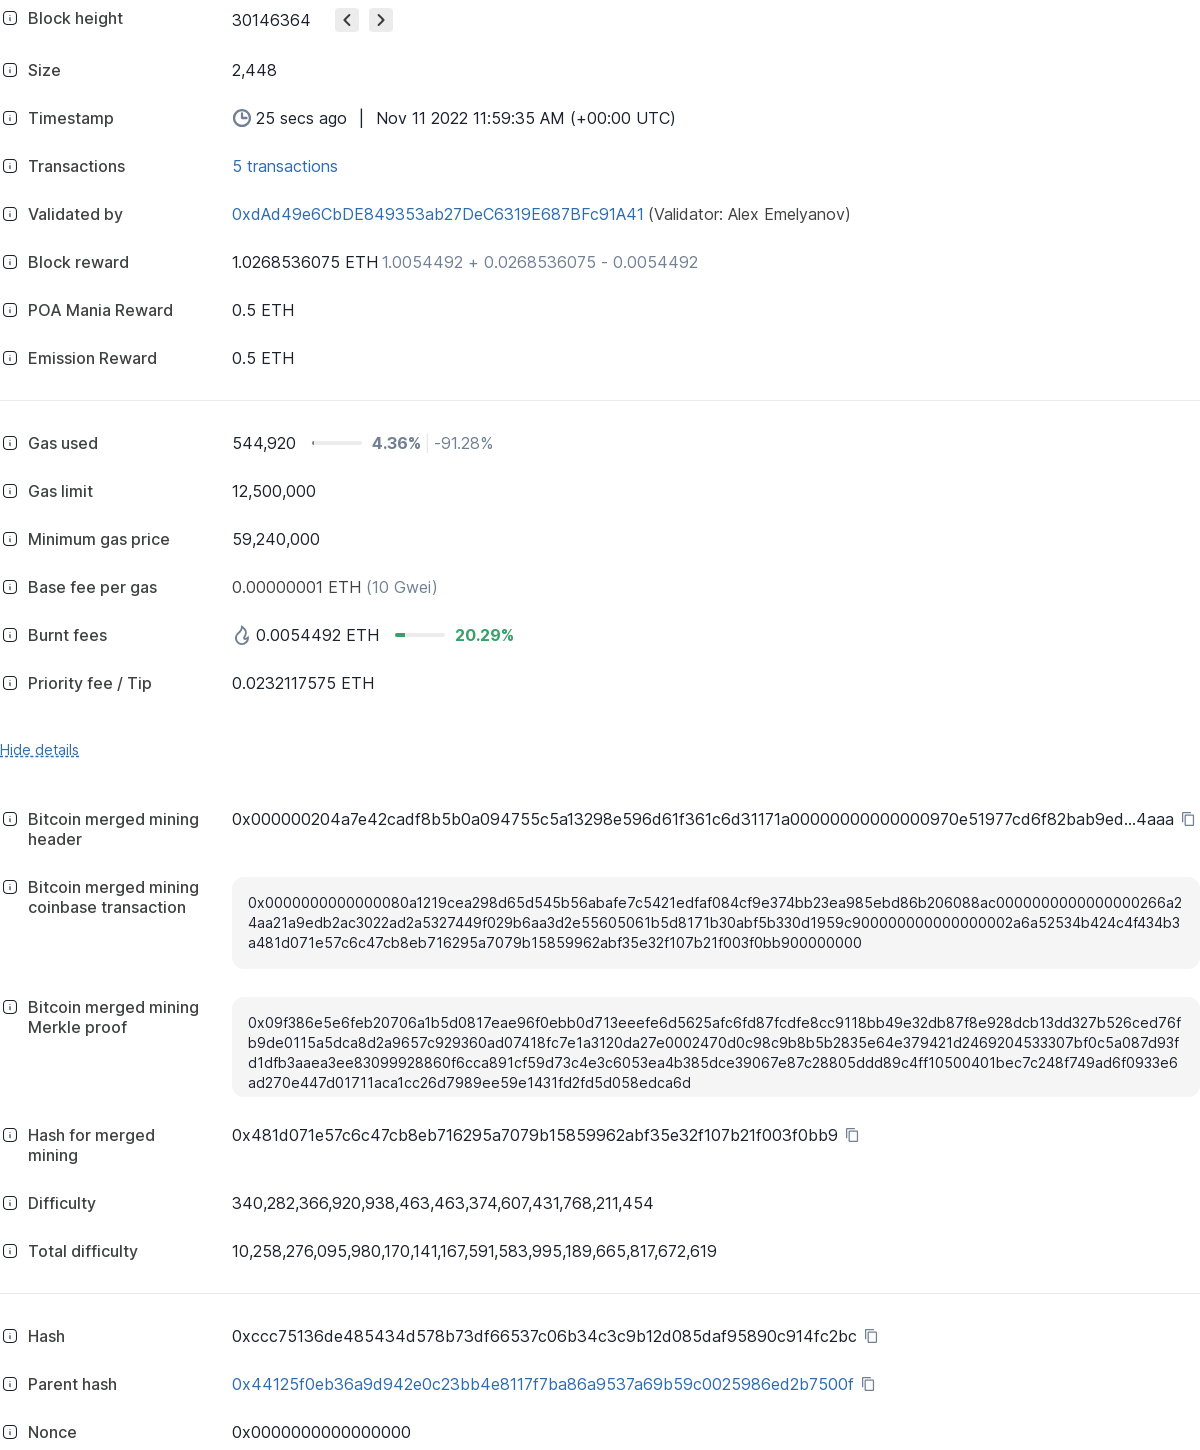 Block height 30146364
Size 2,448
Timestamp 25 secs ago | Nov 11 2022 11:59:35 AM (+00:00 UTC)
Transactions 5 transactions
Validated by 0xdAd49e6CbDE849353ab27DeC6319E687BFc91A41 (Validator: Alex Emelyanov)
Block reward 1.0268536075 ETH 1.0054492 + 0.0268536075 - 0.0054492
POA Mania Reward 0.5 ETH
Emission Reward 0.5 ETH
Gas used 544,920 4.36% -91.28%
Gas limit 12,500,000
Minimum gas price 59,240,000
Base fee per gas 0.00000001 ETH (10 Gwei)
Burnt fees 0.0054492 ETH 20.29%
Priority fee / Tip 0.0232117575 ETH
Hide details
Bitcoin merged mining 0x000000204a7e42cadf8b5b0a094755c5a13298e596d61f361c6d31171a00000000000000970e51977cd6f82bab9ed...4aaa
header
Bitcoin merged mining
coinbase transaction
0x0000000000000080a1219cea298d65d545b56abafe7c5421edfaf084cf9e374bb23ea985ebd86b206088ac0000000000000000266a2
4aa21a9edb2ac3022ad2a5327449f029b6aa3d2e55605061b5d8171b30abf5b330d1959c900000000000000002a6a52534b424c4f434b3
a481d071e57c6c47cb8eb716295a7079b15859962abf35e32f107b21f003f0bb900000000
Bitcoin merged mining
Merkle proof
0x09f386e5e6feb20706a1b5d0817eae96f0ebb0d713eeefe6d5625afc6fd87fcdfe8cc9118bb49e32db87f8e928dcb13dd327b526ced76f
b9de0115a5dca8d2a9657c929360ad07418fc7e1a3120da27e0002470d0c98c9b8b5b2835e64e379421d2469204533307bf0c5a087d93f
d1dfb3aaea3ee83099928860f6cca891cf59d73c4e3c6053ea4b385dce39067e87c28805ddd89c4ff10500401bec7c248f749ad6f0933e6
ad270e447d01711aca1cc26d7989ee59e1431fd2fd5d058edca6d
Hash for merged 0x481d071e57c6c47cb8eb716295a7079b15859962abf35e32f107b21f003f0bb9
mining
Difficulty 340,282,366,920,938,463,463,374,607,431,768,211,454
Total difficulty 10,258,276,095,980,170,141,167,591,583,995,189,665,817,672,619
Hash 0xccc75136de485434d578b73df66537c06b34c3c9b12d085daf95890c914fc2bc
Parent hash 0x44125f0eb36a9d942e0c23bb4e8117f7ba86a9537a69b59c0025986ed2b7500f
Nonce 0x0000000000000000